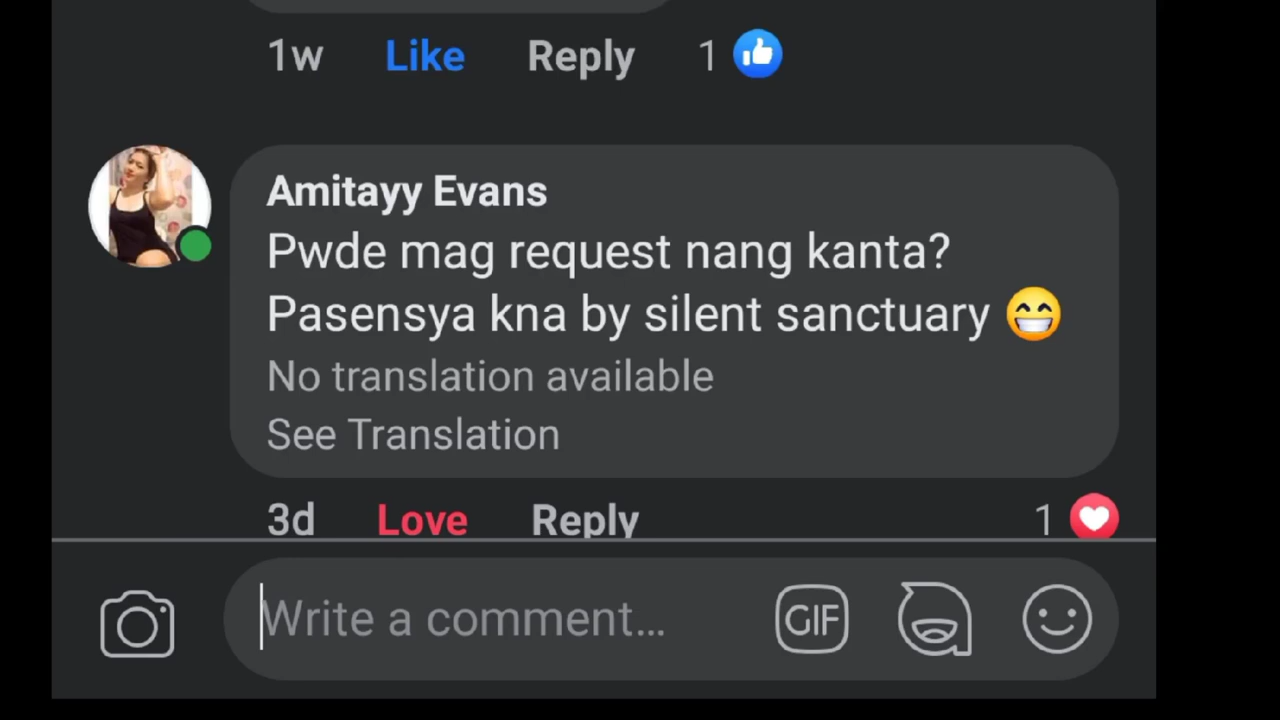 1w Like Reply 1
Amitayy Evans
Pwde mag request nang kanta?
Pasensya kna by silent sanctuary 😁
No translation available
See Translation
3d Love Reply 1
Write a comment...
GIF